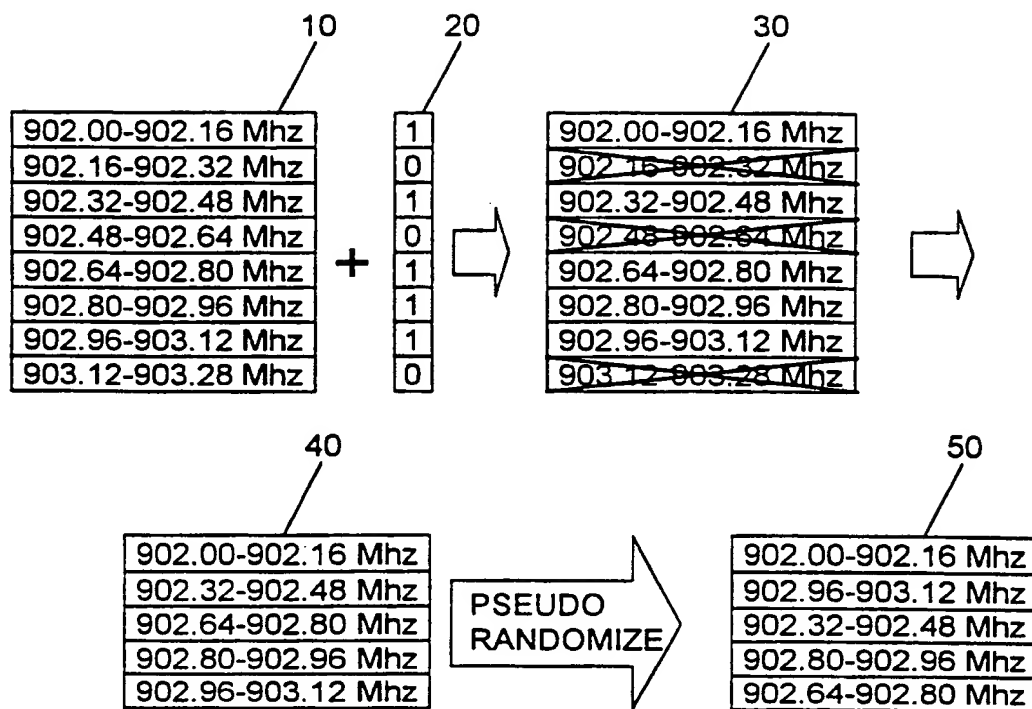 10
20
30
902.00-902.16 Mhz
902.16-902.32 Mhz
902.32-902.48 Mhz
902.48-902.64 Mhz
902.64-902.80 Mhz
902.80-902.96 Mhz
902.96-903.12 Mhz
903.12-903.28 Mhz
+
1
0
1
0
1
1
1
0
902.00-902.16 Mhz
902.16-902.32 Mhz
902.32-902.48 Mhz
902.48-902.64 Mhz
902.64-902.80 Mhz
902.80-902.96 Mhz
902.96-903.12 Mhz
903.12-903.28 Mhz
40
50
902.00-902.16 Mhz
902.32-902.48 Mhz
902.64-902.80 Mhz
902.80-902.96 Mhz
902.96-903.12 Mhz
PSEUDO
RANDOMIZE
902.00-902.16 Mhz
902.96-903.12 Mhz
902.32-902.48 Mhz
902.80-902.96 Mhz
902.64-902.80 Mhz